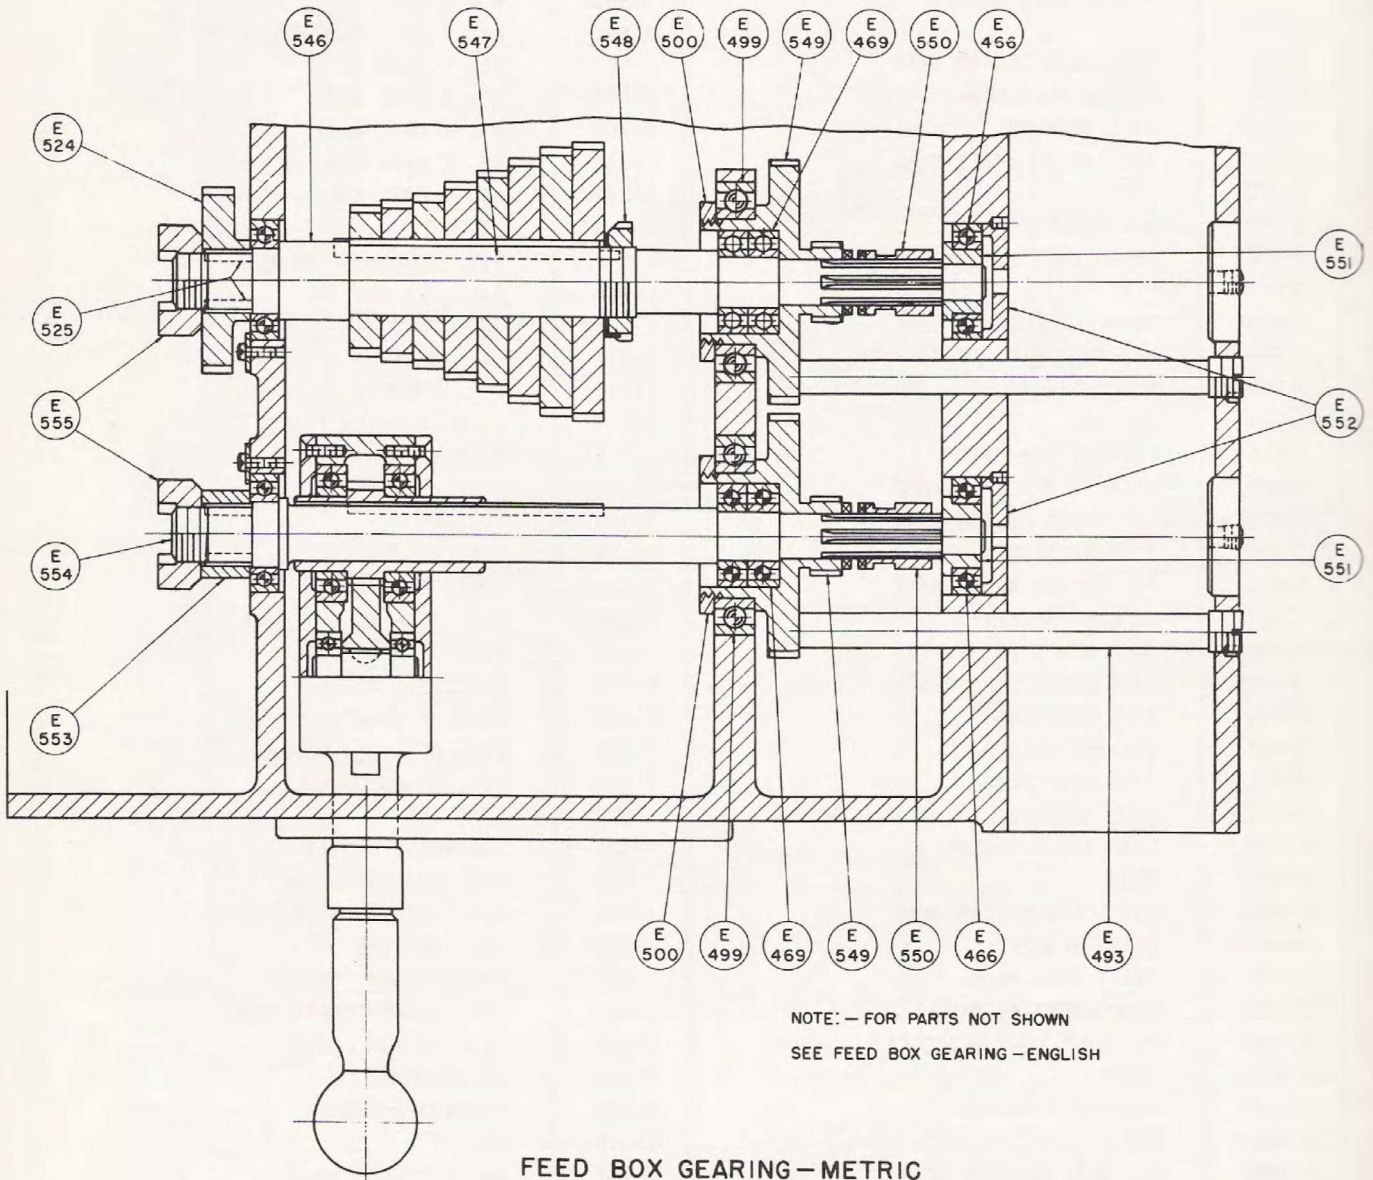 E 546
E 547
E 548
E 500
E 499
E 549
E 469
E 550
E 466
E 524
E 551
E 525
E 555
E 552
E 554
E 551
E 553
E 500
E 499
E 469
E 549
E 550
E 466
E 493
NOTE:- FOR PARTS NOT SHOWN
SEE FEED BOX GEARING-ENGLISH
FEED BOX GEARING-METRIC